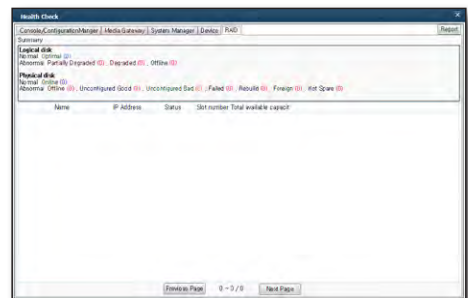 Health Check
Console/ConfigurationManger Media Gateway System Manager Device RAID Report
Summary
Logical disk
Normal Optimal (0)
Abnormal Partially Degraded (0) , Degraded (0) , Offline (0)
Physical disk
Normal Online (0)
Abnormal Offline (0) , Unconfigured Good (0) , Unconfigured Bad (0) , Failed (0) , Rebuild (0) , Foreign (0) , Hot Spare (0)
Name IP Address Status Slot number Total available capacit
Previous Page 0 - 0 / 0 Next Page